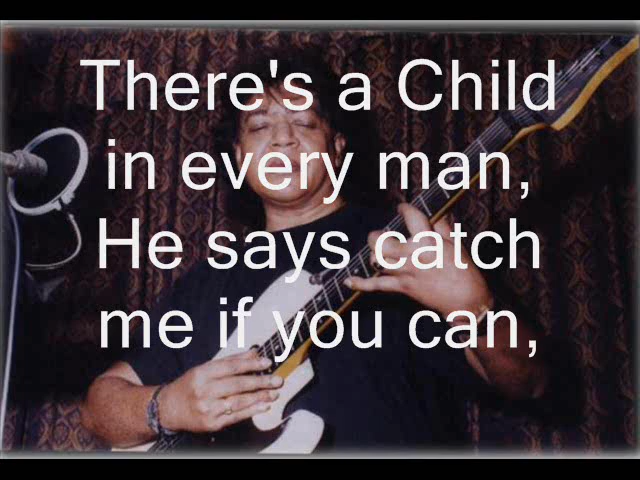 There's a Child
in every man,
He says catch
me if you can,